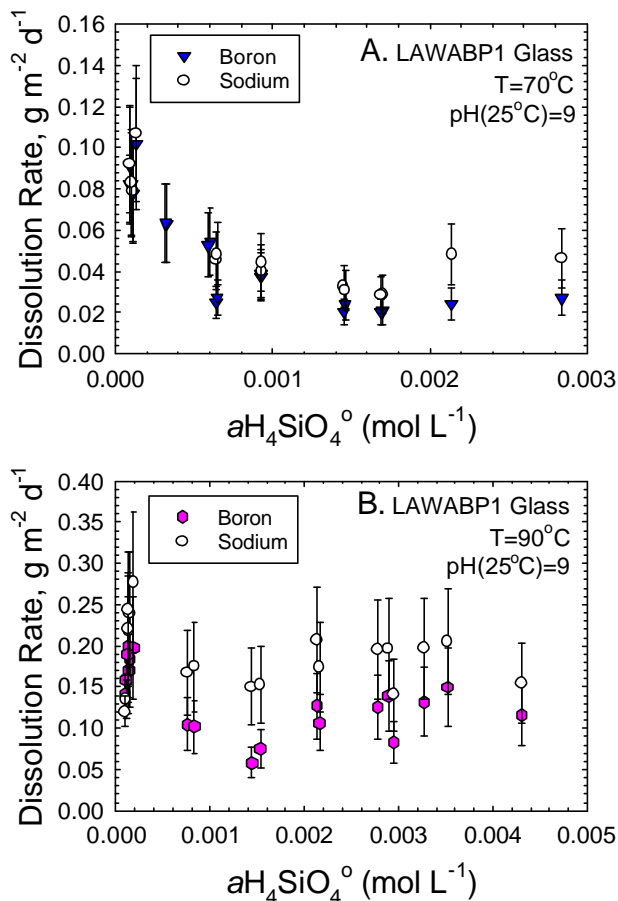 A. LAWABP1 Glass
T=70°C
pH(25°C)=9
Boron
Sodium
Dissolution Rate, g m⁻² d⁻¹
0.16
0.14
0.12
0.10
0.08
0.06
0.04
0.02
0.00
0.000 0.001 0.002 0.003
aH₄SiO₄° (mol L⁻¹)
B. LAWABP1 Glass
T=90°C
pH(25°C)=9
Boron
Sodium
Dissolution Rate, g m⁻² d⁻¹
0.40
0.35
0.30
0.25
0.20
0.15
0.10
0.05
0.00
0.000 0.001 0.002 0.003 0.004 0.005
aH₄SiO₄° (mol L⁻¹)